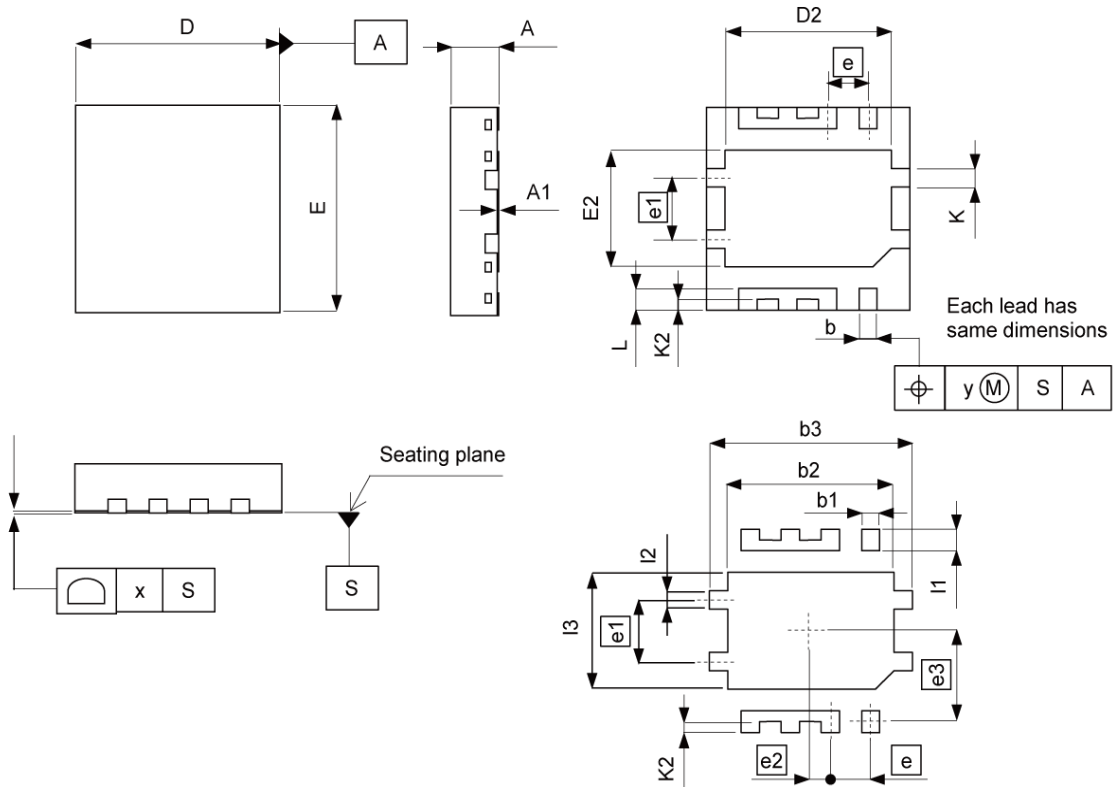 D
A
A
E
A1
D2
e
E2
e1
K
L
K2
b
Each lead has
same dimensions
y Ⓜ S A
Seating plane
x S
S
b3
b2
b1
l2
l1
l3
e1
e3
K2
e2
e